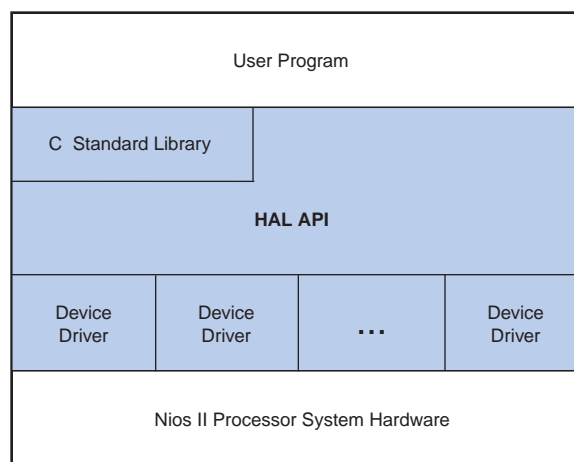 User Program
C Standard Library
HAL API
Device
Driver
Device
Driver
...
Device
Driver
Nios II Processor System Hardware